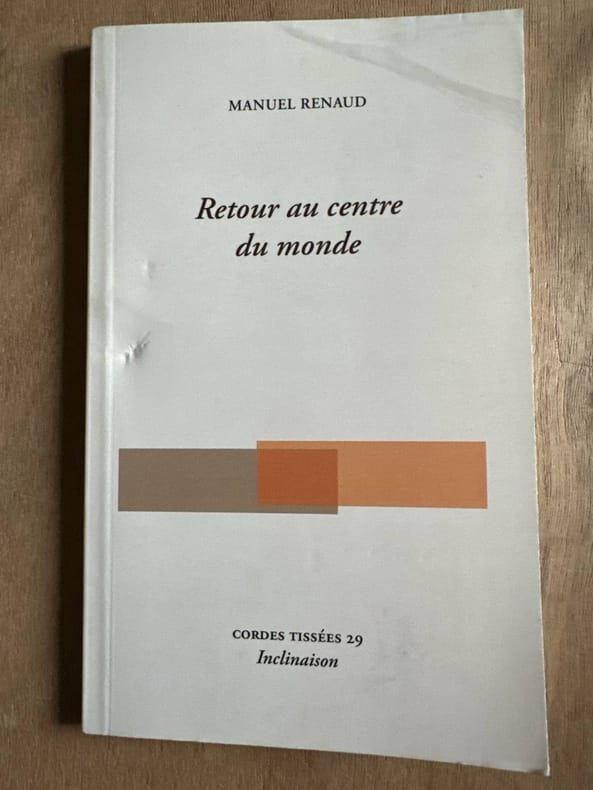 MANUEL RENAUD
Retour au centre
du monde
CORDES TISSÉES 29
Inclinaison